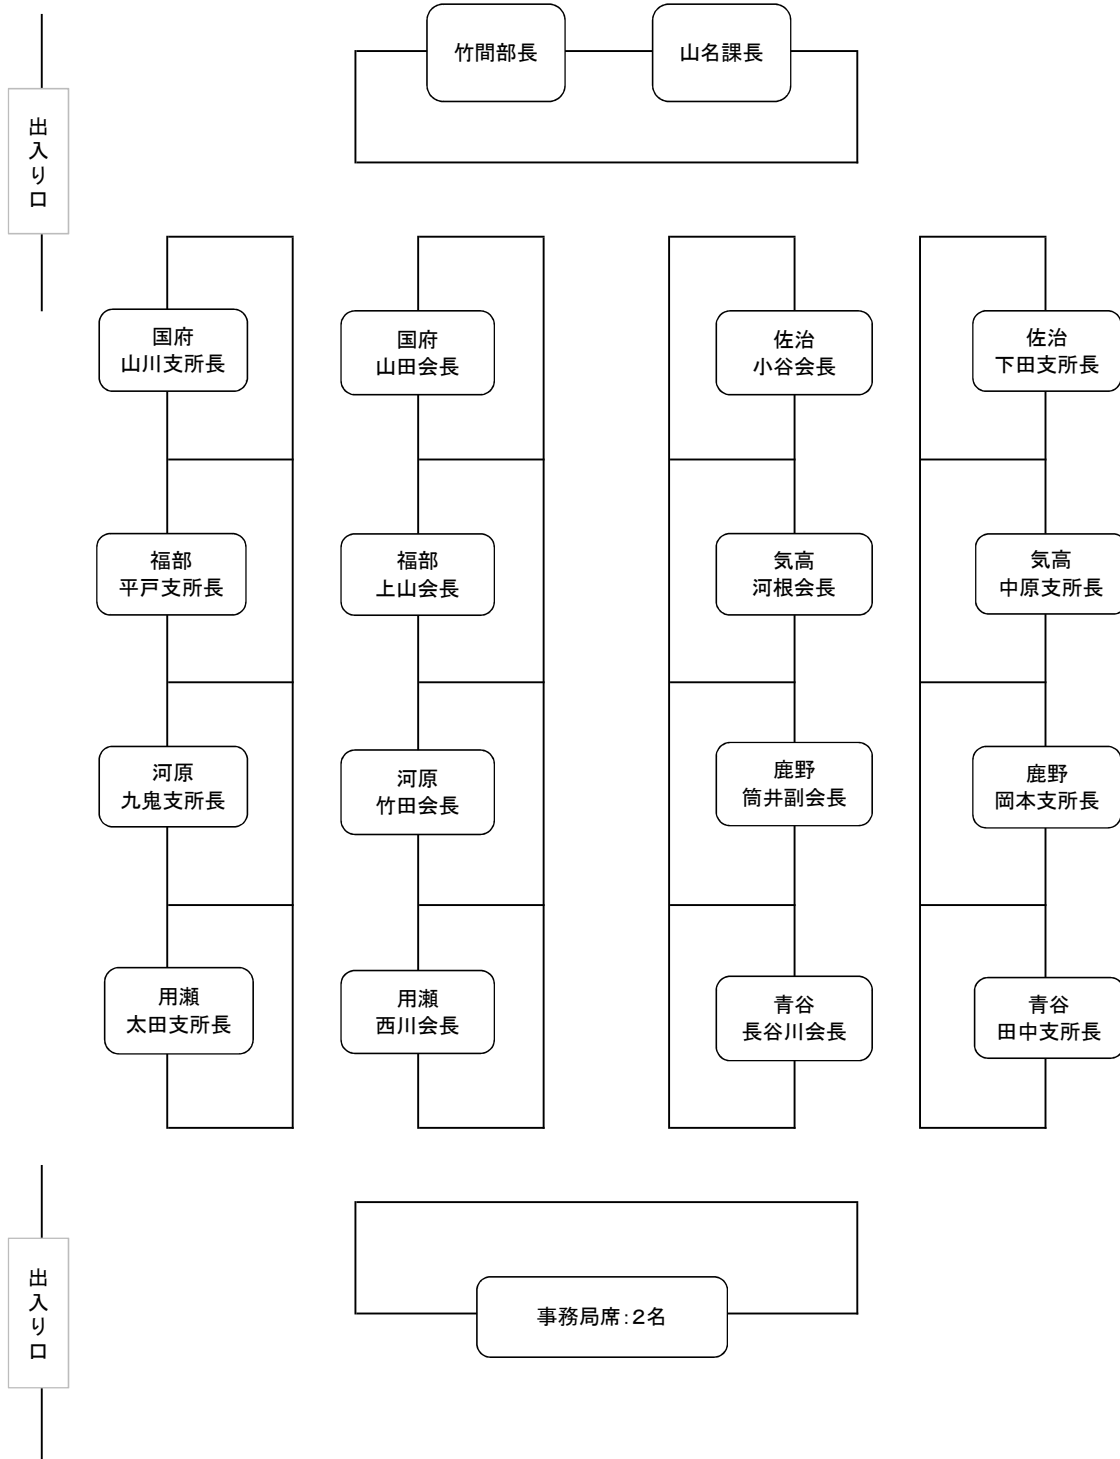 竹間部長
山名課長
出入り口
国府
山川支所長
国府
山田会長
佐治
小谷会長
佐治
下田支所長
福部
平戸支所長
福部
上山会長
気高
河根会長
気高
中原支所長
河原
九鬼支所長
河原
竹田会長
鹿野
筒井副会長
鹿野
岡本支所長
用瀬
太田支所長
用瀬
西川会長
青谷
長谷川会長
青谷
田中支所長
出入り口
事務局席：２名